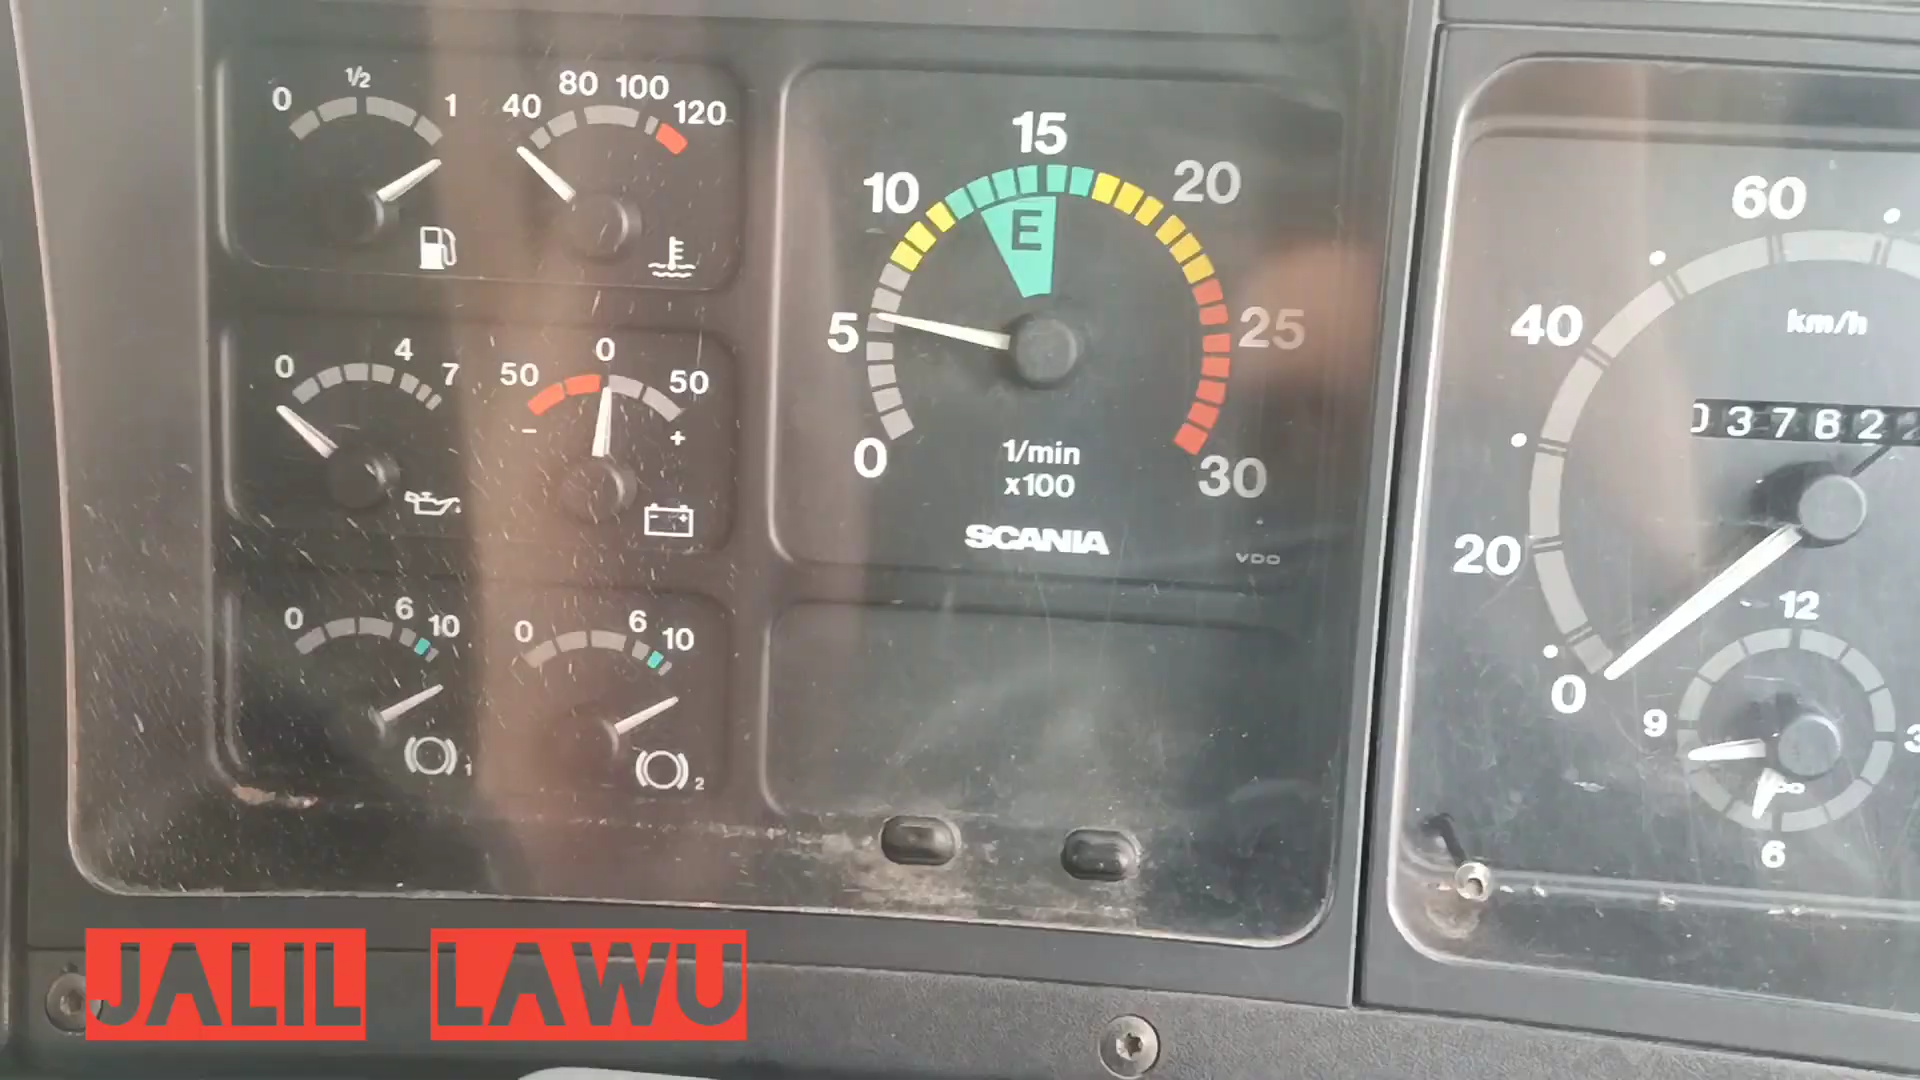 0 1/2 1
40 80 100 120
0 4 7
50 0 50
- +
0 6 10
1
0 6 10
2
0 5 10 15 20 25 30
E
1/min
x100
SCANIA
VDO
0 20 40 60
km/h
03762
12
9
6
JALIL LAWU